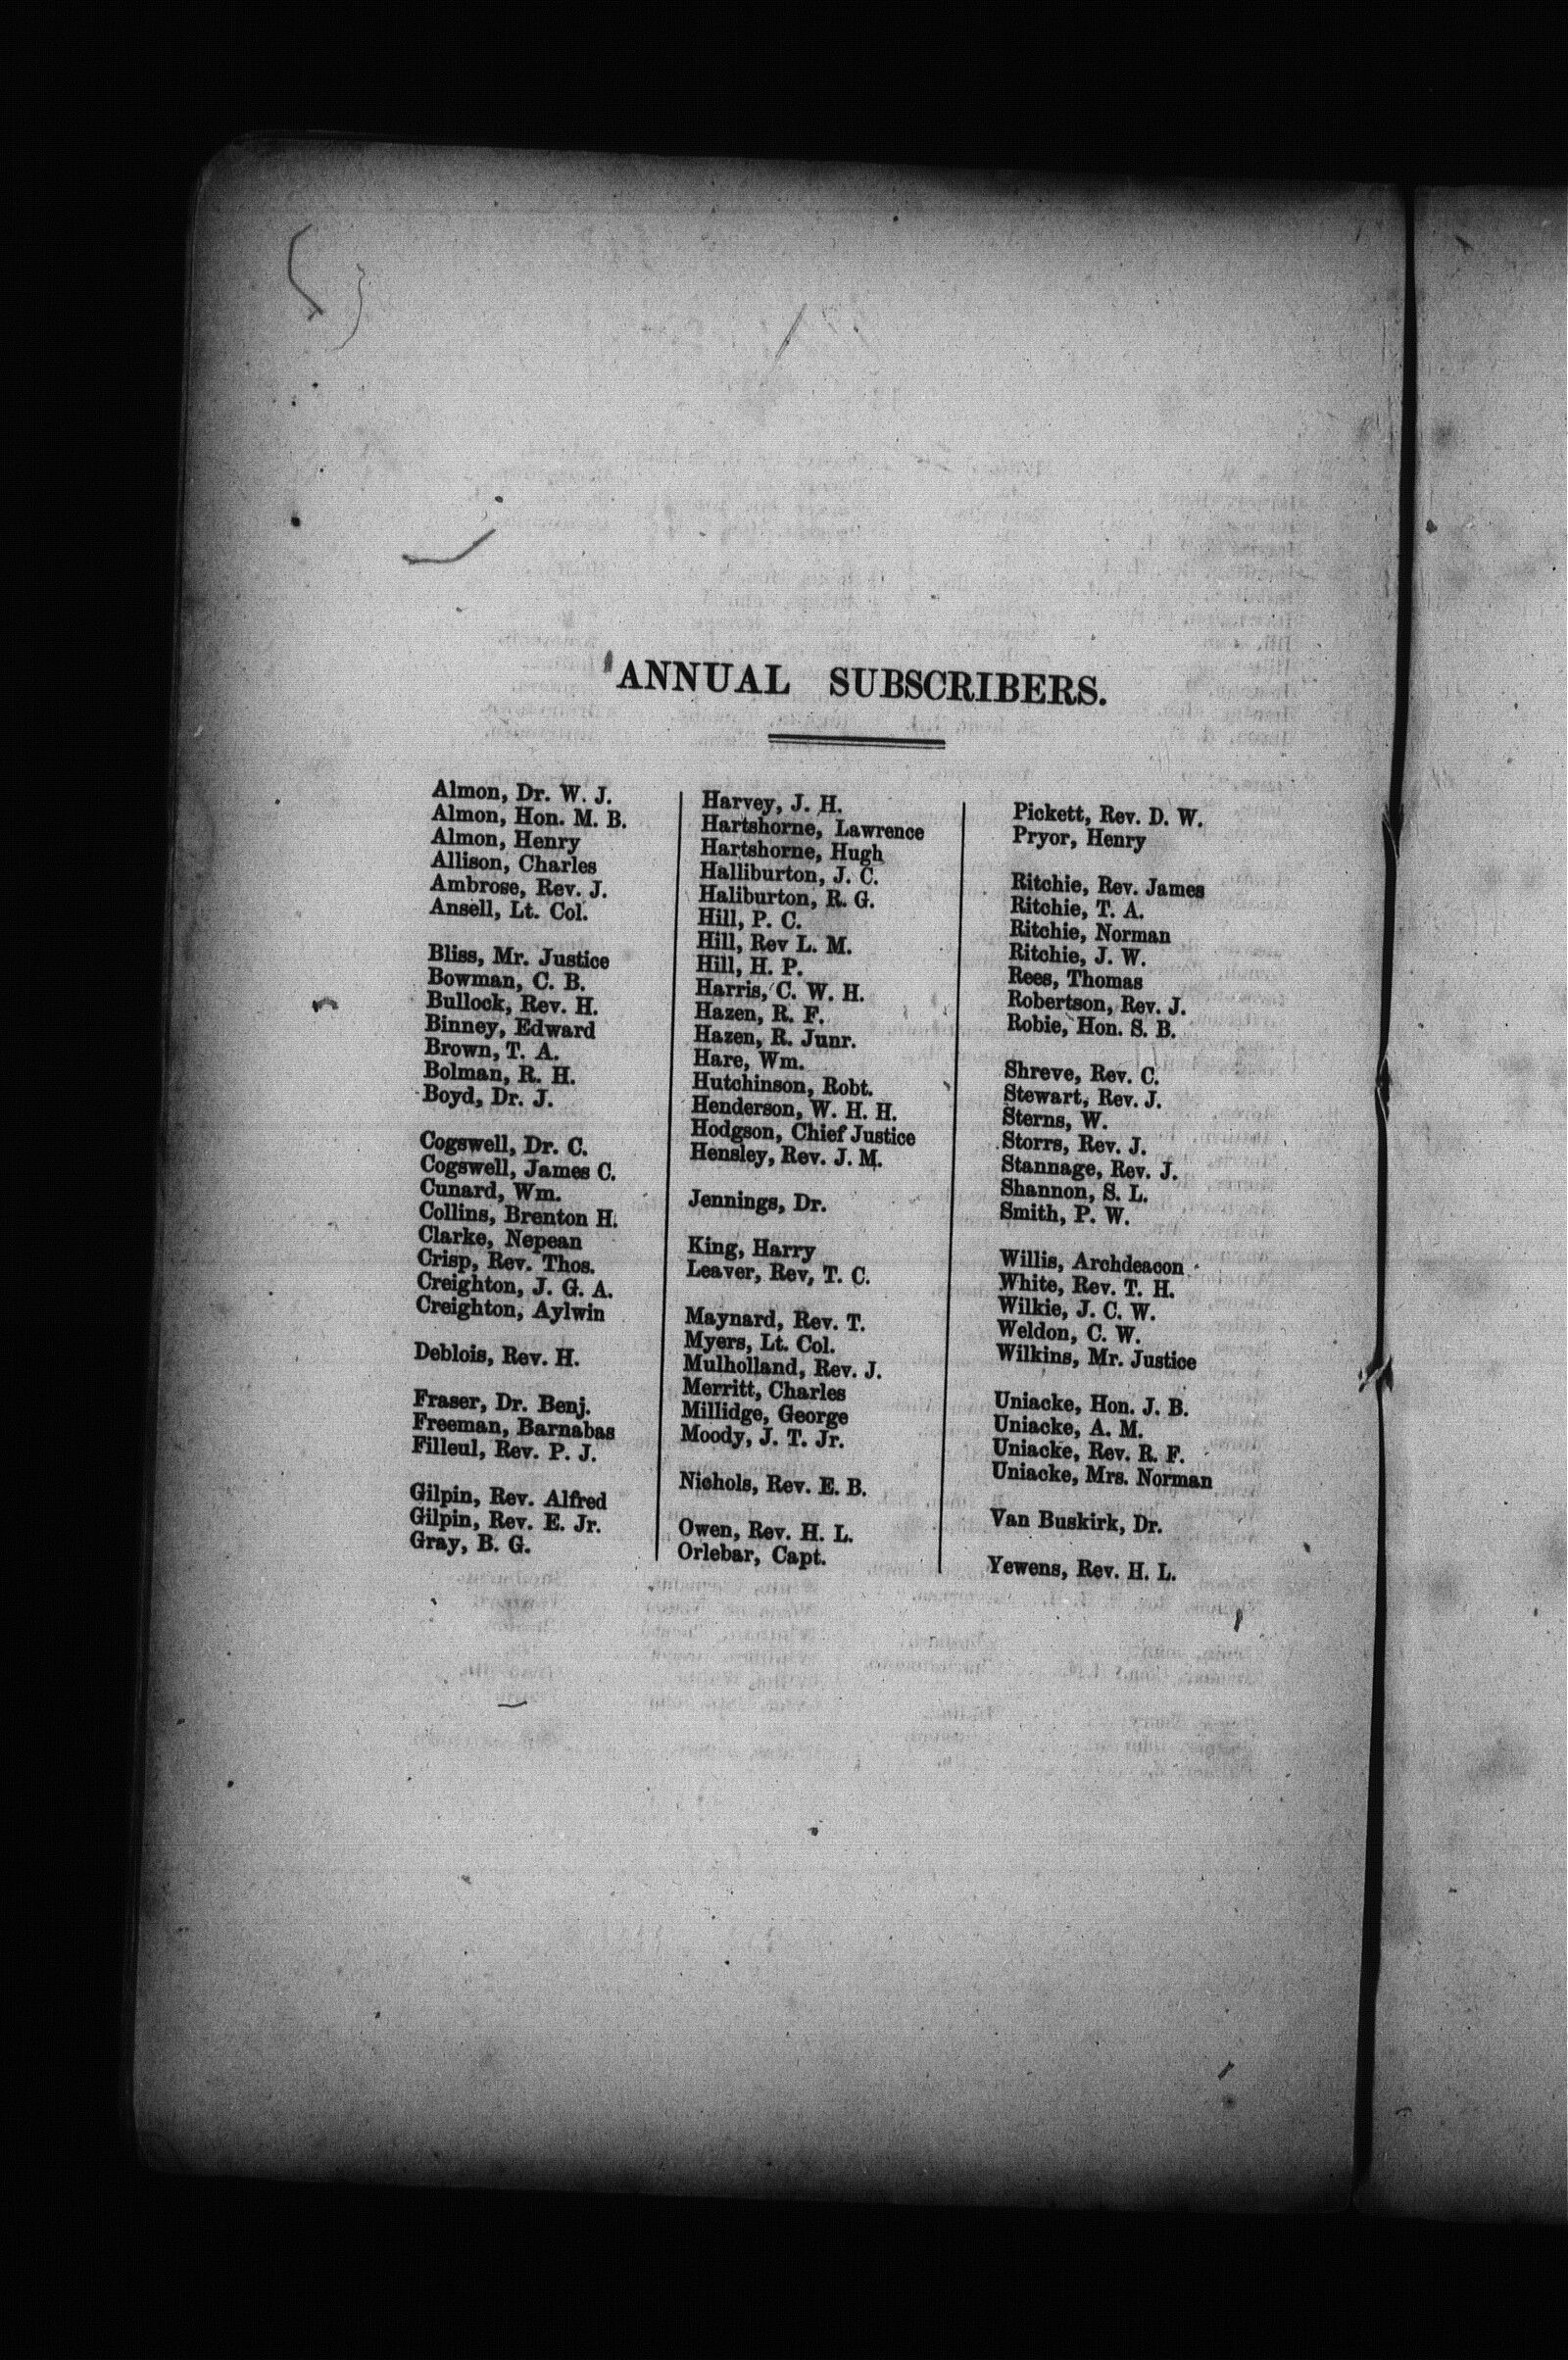 ANNUAL SUBSCRIBERS.
Almon, Dr. W. J.
Almon, Hon. M. B.
Almon, Henry
Allison, Charles
Ambrose, Rev. J.
Ansell, Lt. Col.
Bliss, Mr. Justice
Bowman, C. B.
Bullock, Rev. H.
Binney, Edward
Brown, T. A.
Bolman, R. H.
Boyd, Dr. J.
Cogswell, Dr. C.
Cogswell, James C.
Cunard, Wm.
Collins, Brenton H.
Clarke, Nepean
Crisp, Rev. Thos.
Creighton, J. G. A.
Creighton, Aylwin
Deblois, Rev. H.
Fraser, Dr. Benj.
Freeman, Barnabas
Filleul, Rev. P. J.
Gilpin, Rev. Alfred
Gilpin, Rev. E. Jr.
Gray, B. G.
Harvey, J. H.
Hartshorne, Lawrence
Hartshorne, Hugh
Halliburton, J. C.
Haliburton, R. G.
Hill, P. C.
Hill, Rev L. M.
Hill, H. P.
Harris, C. W. H.
Hazen, R. F.
Hazen, R. Junr.
Hare, Wm.
Hutchinson, Robt.
Henderson, W. H. H.
Hodgson, Chief Justice
Hensley, Rev. J. M.
Jennings, Dr.
King, Harry
Leaver, Rev, T. C.
Maynard, Rev. T.
Myers, Lt. Col.
Mulholland, Rev. J.
Merritt, Charles
Millidge, George
Moody, J. T. Jr.
Nichols, Rev. E. B.
Owen, Rev. H. L.
Orlebar, Capt.
Pickett, Rev. D. W.
Pryor, Henry
Ritchie, Rev. James
Ritchie, T. A.
Ritchie, Norman
Ritchie, J. W.
Rees, Thomas
Robertson, Rev. J.
Robie, Hon. S. B.
Shreve, Rev. C.
Stewart, Rev. J.
Sterns, W.
Storrs, Rev. J.
Stannage, Rev. J.
Shannon, S. L.
Smith, P. W.
Willis, Archdeacon
White, Rev. T. H.
Wilkie, J. C. W.
Weldon, C. W.
Wilkins, Mr. Justice
Uniacke, Hon. J. B.
Uniacke, A. M.
Uniacke, Rev. R. F.
Uniacke, Mrs. Norman
Van Buskirk, Dr.
Yewens, Rev. H. L.